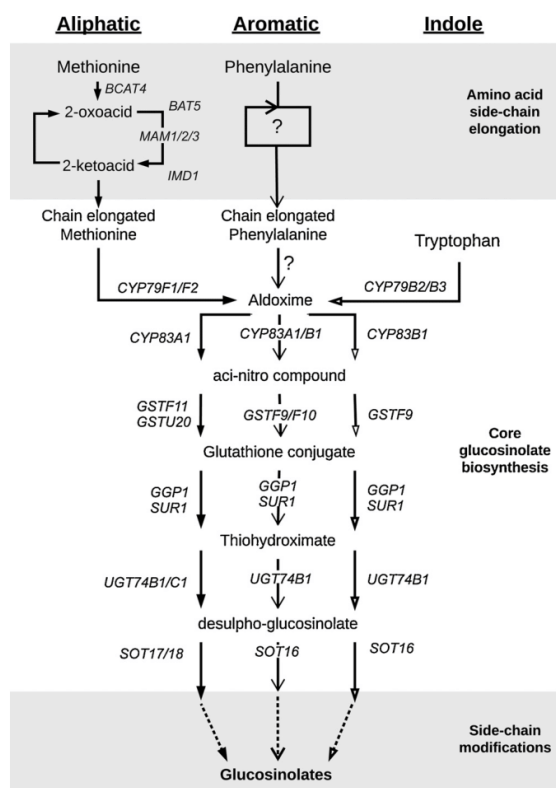 Aliphatic Aromatic Indole
Methionine Phenylalanine
BCAT4
2-oxoacid BAT5
MAM1/2/3
2-ketoacid
IMD1
?
Amino acid
side-chain
elongation
Chain elongated
Methionine
Chain elongated
Phenylalanine
Tryptophan
?
CYP79F1/F2 Aldoxime CYP79B2/B3
CYP83A1 CYP83A1/B1 CYP83B1
aci-nitro compound
GSTF11
GSTU20
GSTF9/F10 GSTF9
Glutathione conjugate
Core
glucosinolate
biosynthesis
GGP1
SUR1
GGP1
SUR1
GGP1
SUR1
Thiohydroximate
UGT74B1/C1 UGT74B1 UGT74B1
desulpho-glucosinolate
SOT17/18 SOT16 SOT16
Side-chain
modifications
Glucosinolates